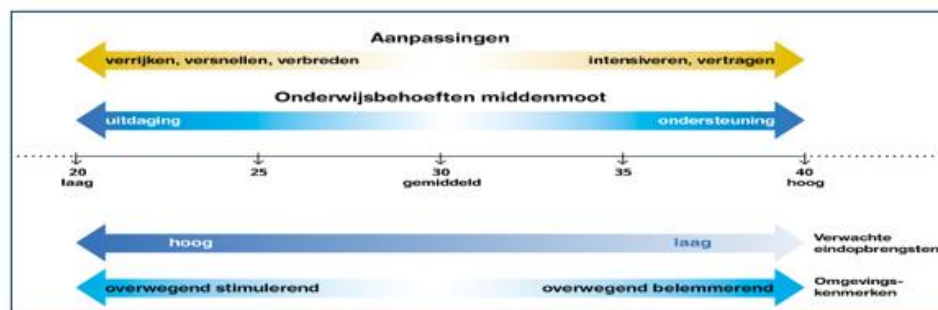 Aanpassingen
verrijken, versnellen, verbreden intensiveren, vertragen
Onderwijsbehoeften middenmoot
uitdaging ondersteuning
20 25 30 35 40
laag gemiddeld hoog
hoog laag Verwachte
eindopbrengsten
overwegend stimulerend overwegend belemmerend Omgevings-
kenmerken